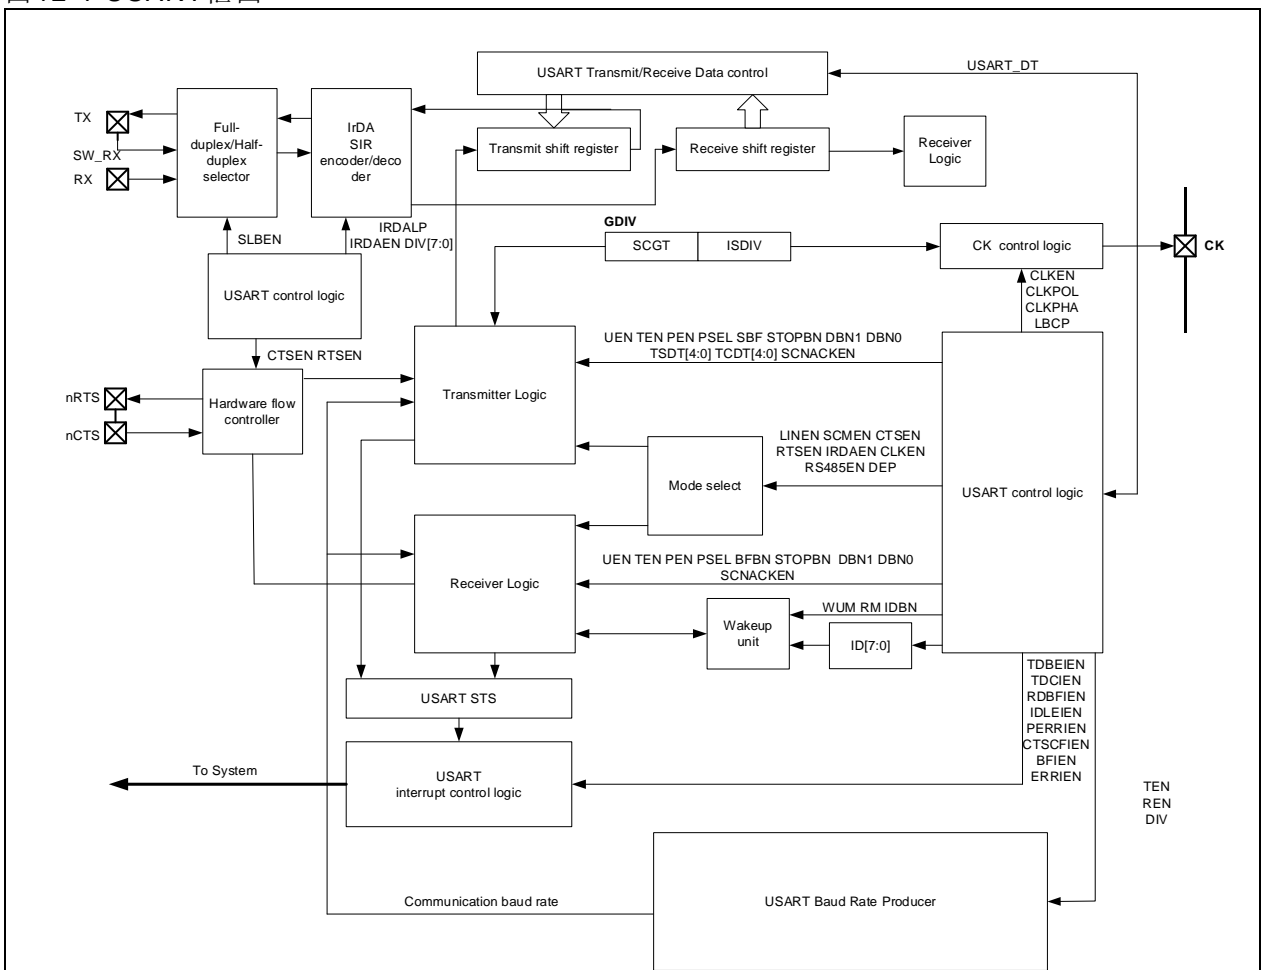 USART Transmit/Receive Data control
USART_DT
TX
SW_RX
RX
Full-
duplex/Half-
duplex
selector
IrDA
SIR
encoder/deco
der
Transmit shift register
Receive shift register
Receiver
Logic
SLBEN
IRDALP
IRDAEN DIV[7:0]
GDIV
SCGT
ISDIV
CK control logic
CK
USART control logic
CLKEN
CLKPOL
CLKPHA
LBCP
CTSEN RTSEN
UEN TEN PEN PSEL SBF STOPBN DBN1 DBN0
TSDT[4:0] TCDT[4:0] SCNACKEN
nRTS
nCTS
Hardware flow
controller
Transmitter Logic
LINEN SCMEN CTSEN
RTSEN IRDAEN CLKEN
RS485EN DEP
Mode select
USART control logic
Receiver Logic
UEN TEN PEN PSEL BFBN STOPBN DBN1 DBN0
SCNACKEN
WUM RM IDBN
Wakeup
unit
ID[7:0]
TDBEIEN
TDCIEN
RDBFIEN
IDLEIEN
PERRIEN
CTSCFIEN
BFIEN
ERRIEN
USART STS
To System
USART
interrupt control logic
TEN
REN
DIV
Communication baud rate
USART Baud Rate Producer